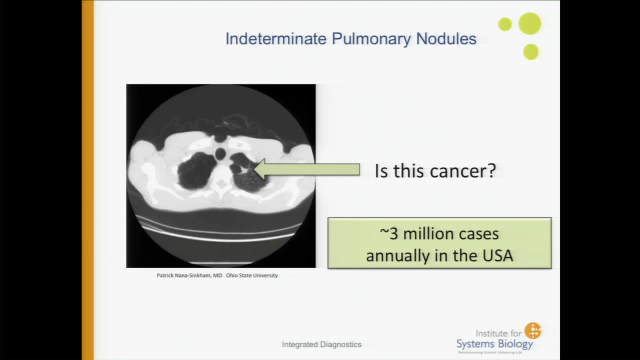 Indeterminate Pulmonary Nodules
Is this cancer?
~3 million cases
annually in the USA
Patrick Nana-Sinkham, MD Ohio State University
Integrated Diagnostics
Institute for
Systems Biology